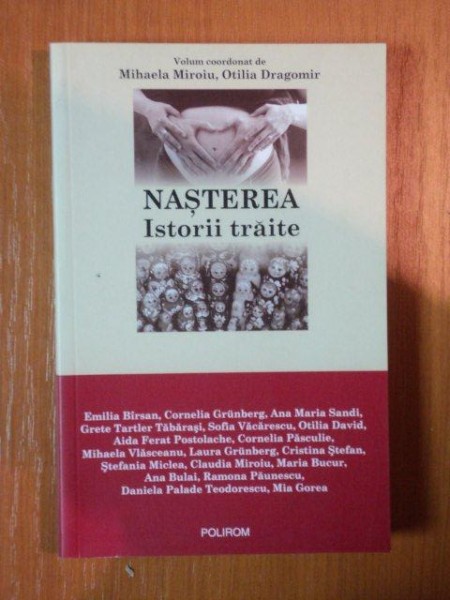 Volum coordonat de
Mihaela Miroiu, Otilia Dragomir
NAȘTEREA
Istorii trăite
Emilia Bîrsan, Cornelia Grünberg, Ana Maria Sandi,
Grete Tartler Tăbărași, Sofia Văcărescu, Otilia David,
Aida Ferat Postolache, Cornelia Păsculie,
Mihaela Vlăsceanu, Laura Grünberg, Cristina Ștefan,
Ștefania Miclea, Claudia Miroiu, Maria Bucur,
Ana Bulai, Ramona Păunescu,
Daniela Palade Teodorescu, Mia Gorea
POLIROM